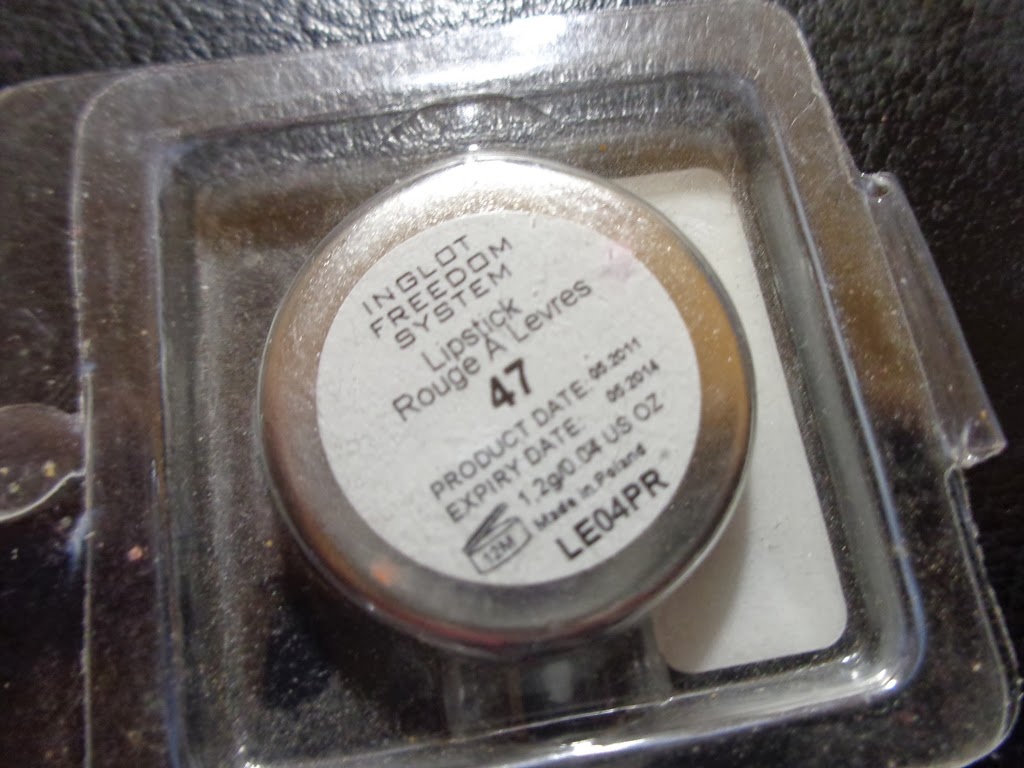 INGLOT
FREEDOM
SYSTEM
Lipstick
Rouge A Levres
47
PRODUCT DATE: 05.2011
EXPIRY DATE: 05.2014
1.2g/0.04 US OZ
12M Made in Poland
LE04PR